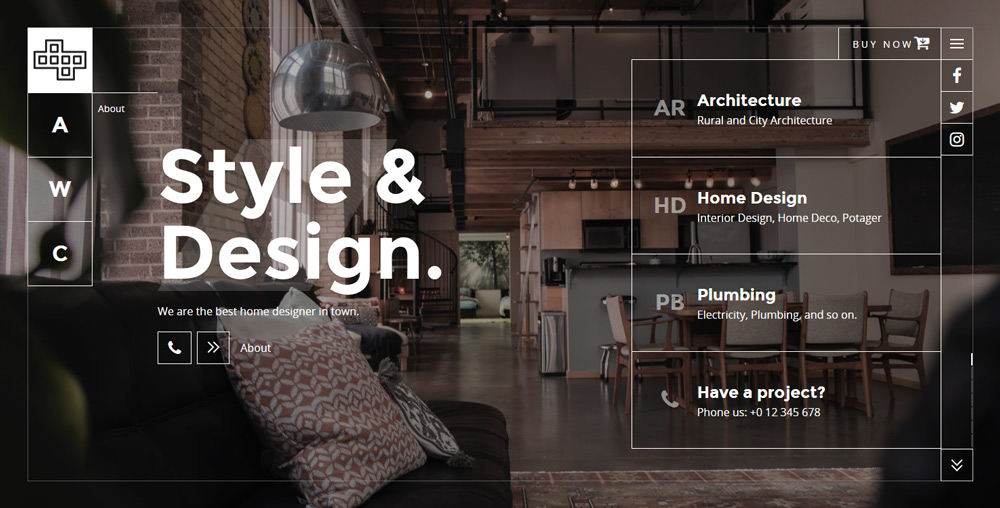 BUY NOW
A
About
W
C
Style &
Design.
We are the best home designer in town.
About
AR
Architecture
Rural and City Architecture
HD
Home Design
Interior Design, Home Deco, Potager
PB
Plumbing
Electricity, Plumbing, and so on.
Have a project?
Phone us: +0 12 345 678